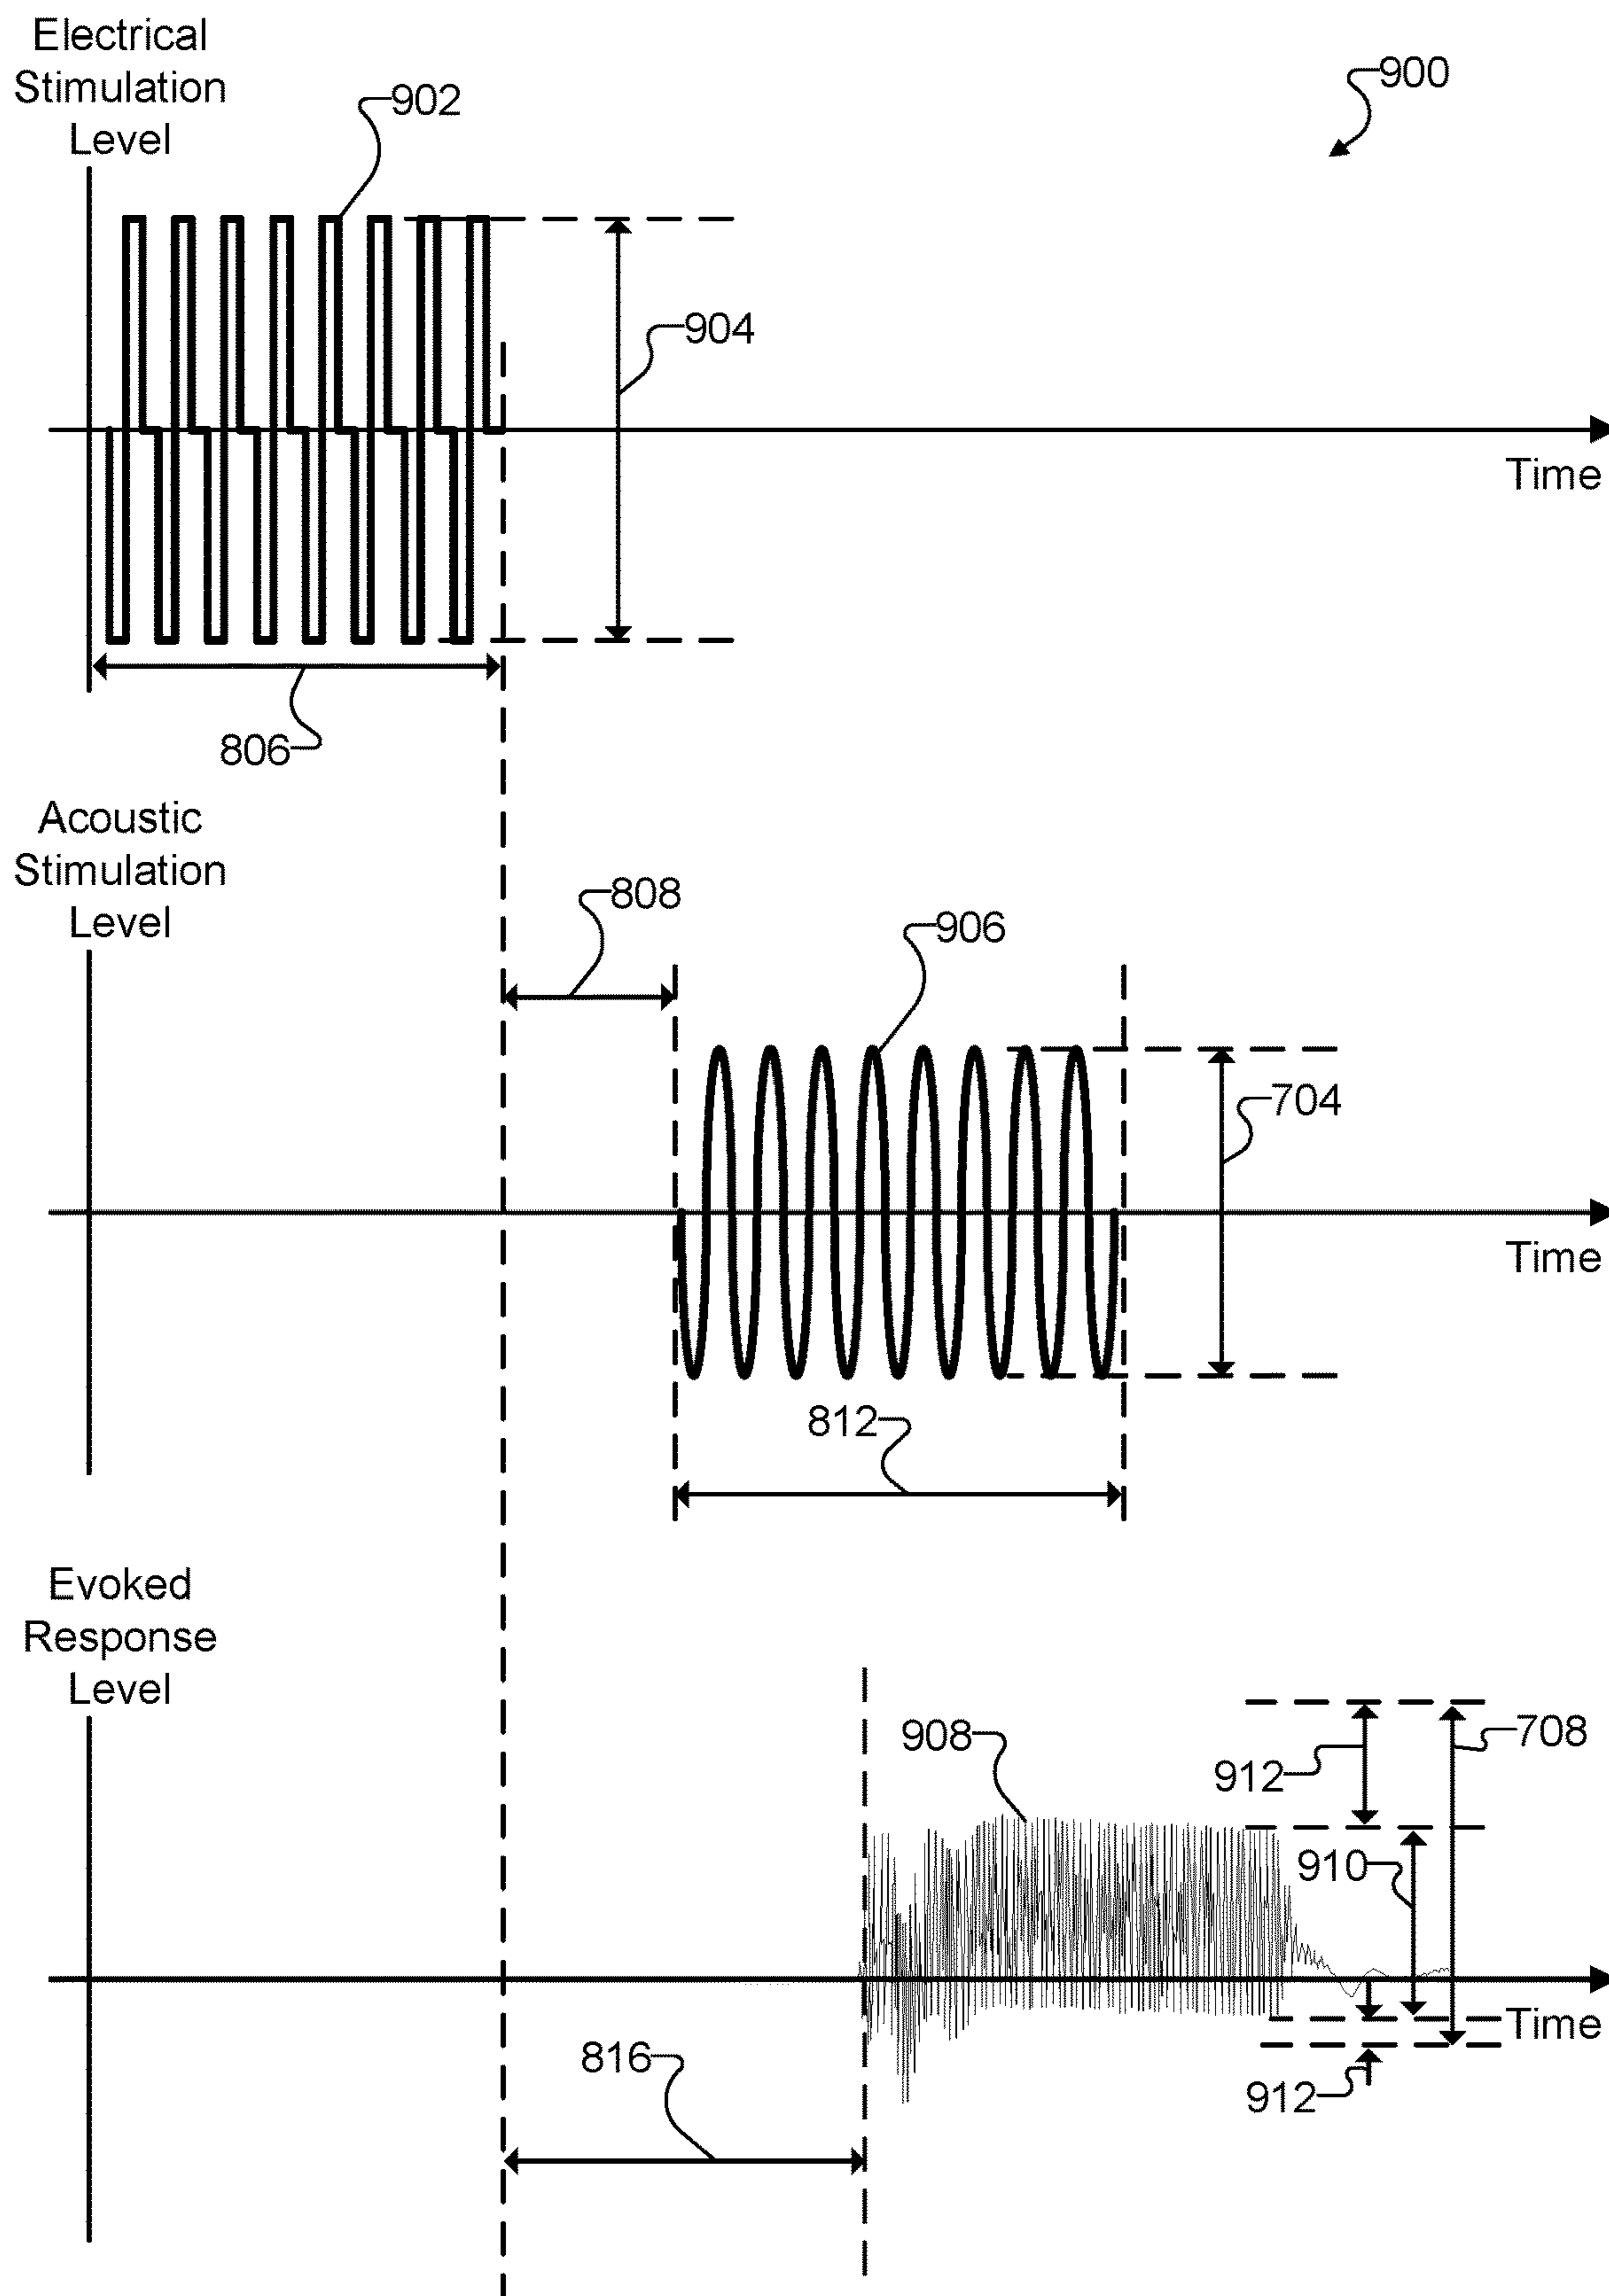 Electrical
Stimulation
Level
900
902
904
Time
806
Acoustic
Stimulation
Level
808
906
704
Time
812
Evoked
Response
Level
908
708
912
910
Time
816
912